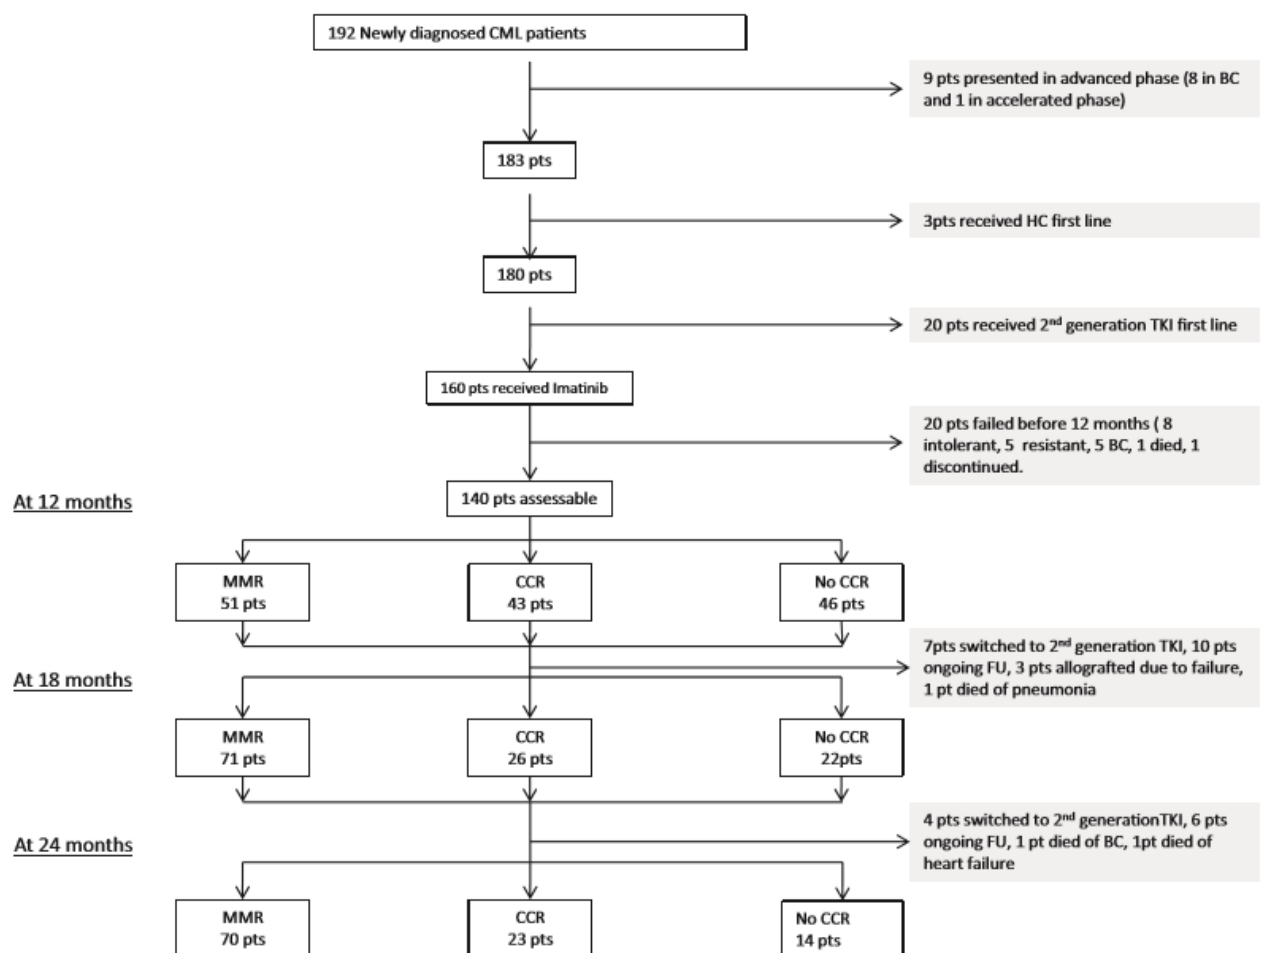 192 Newly diagnosed CML patients
9 pts presented in advanced phase (8 in BC
and 1 in accelerated phase)
183 pts
3pts received HC first line
180 pts
20 pts received 2nd generation TKI first line
160 pts received Imatinib
20 pts failed before 12 months ( 8
intolerant, 5 resistant, 5 BC, 1 died, 1
discontinued.
At 12 months
140 pts assessable
MMR
51 pts
CCR
43 pts
No CCR
46 pts
7pts switched to 2nd generation TKI, 10 pts
ongoing FU, 3 pts allografted due to failure,
1 pt died of pneumonia
At 18 months
MMR
71 pts
CCR
26 pts
No CCR
22pts
4 pts switched to 2nd generationTKI, 6 pts
ongoing FU, 1 pt died of BC, 1pt died of
heart failure
At 24 months
MMR
70 pts
CCR
23 pts
No CCR
14 pts